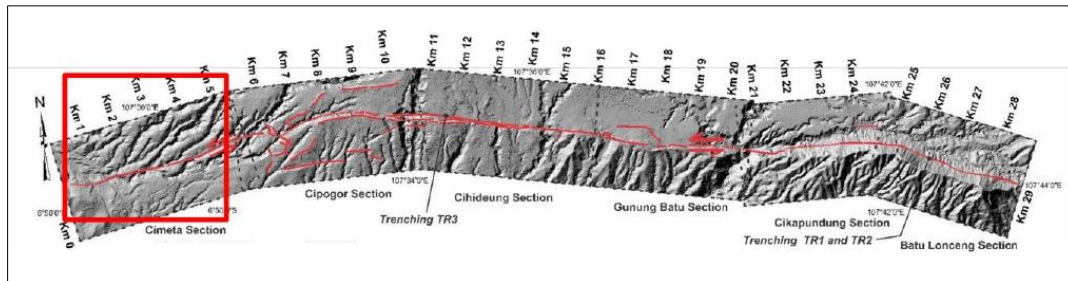 N
Km 0
Km 1
Km 2
Km 3
Km 4
Km 5
Km 6
Km 7
Km 8
Km 9
Km 10
Km 11
Km 12
Km 13
Km 14
Km 15
Km 16
Km 17
Km 18
Km 19
Km 20
Km 21
Km 22
Km 23
Km 24
Km 25
Km 26
Km 27
Km 28
Km 29
107°36'0"E
107°36'0"E
107°42'0"E
6°50'0"S
107°34'0"E
107°42'0"E
107°44'0"E
Cimeta Section
Cipogor Section
Trenching TR3
Cihideung Section
Gunung Batu Section
Cikapundung Section
Trenching TR1 and TR2
Batu Lonceng Section